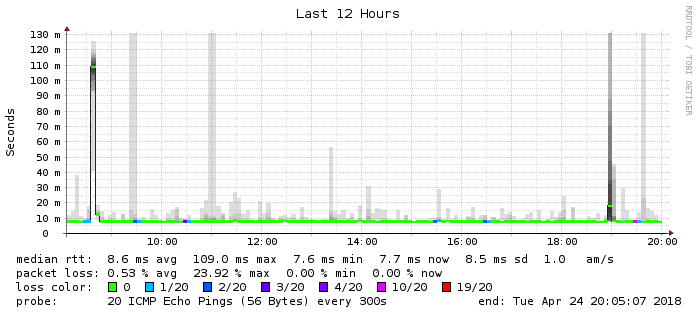 Last 12 Hours
RRDTOOL / TOBI OETIKER
Seconds
130 m
120 m
110 m
100 m
90 m
80 m
70 m
60 m
50 m
40 m
30 m
20 m
10 m
0
10:00 12:00 14:00 16:00 18:00 20:00
median rtt: 8.6 ms avg 109.0 ms max 7.6 ms min 7.7 ms now 8.5 ms sd 1.0 am/s
packet loss: 0.53 % avg 23.92 % max 0.00 % min 0.00 % now
loss color: 0 1/20 2/20 3/20 4/20 10/20 19/20
probe: 20 ICMP Echo Pings (56 Bytes) every 300s end: Tue Apr 24 20:05:07 2018